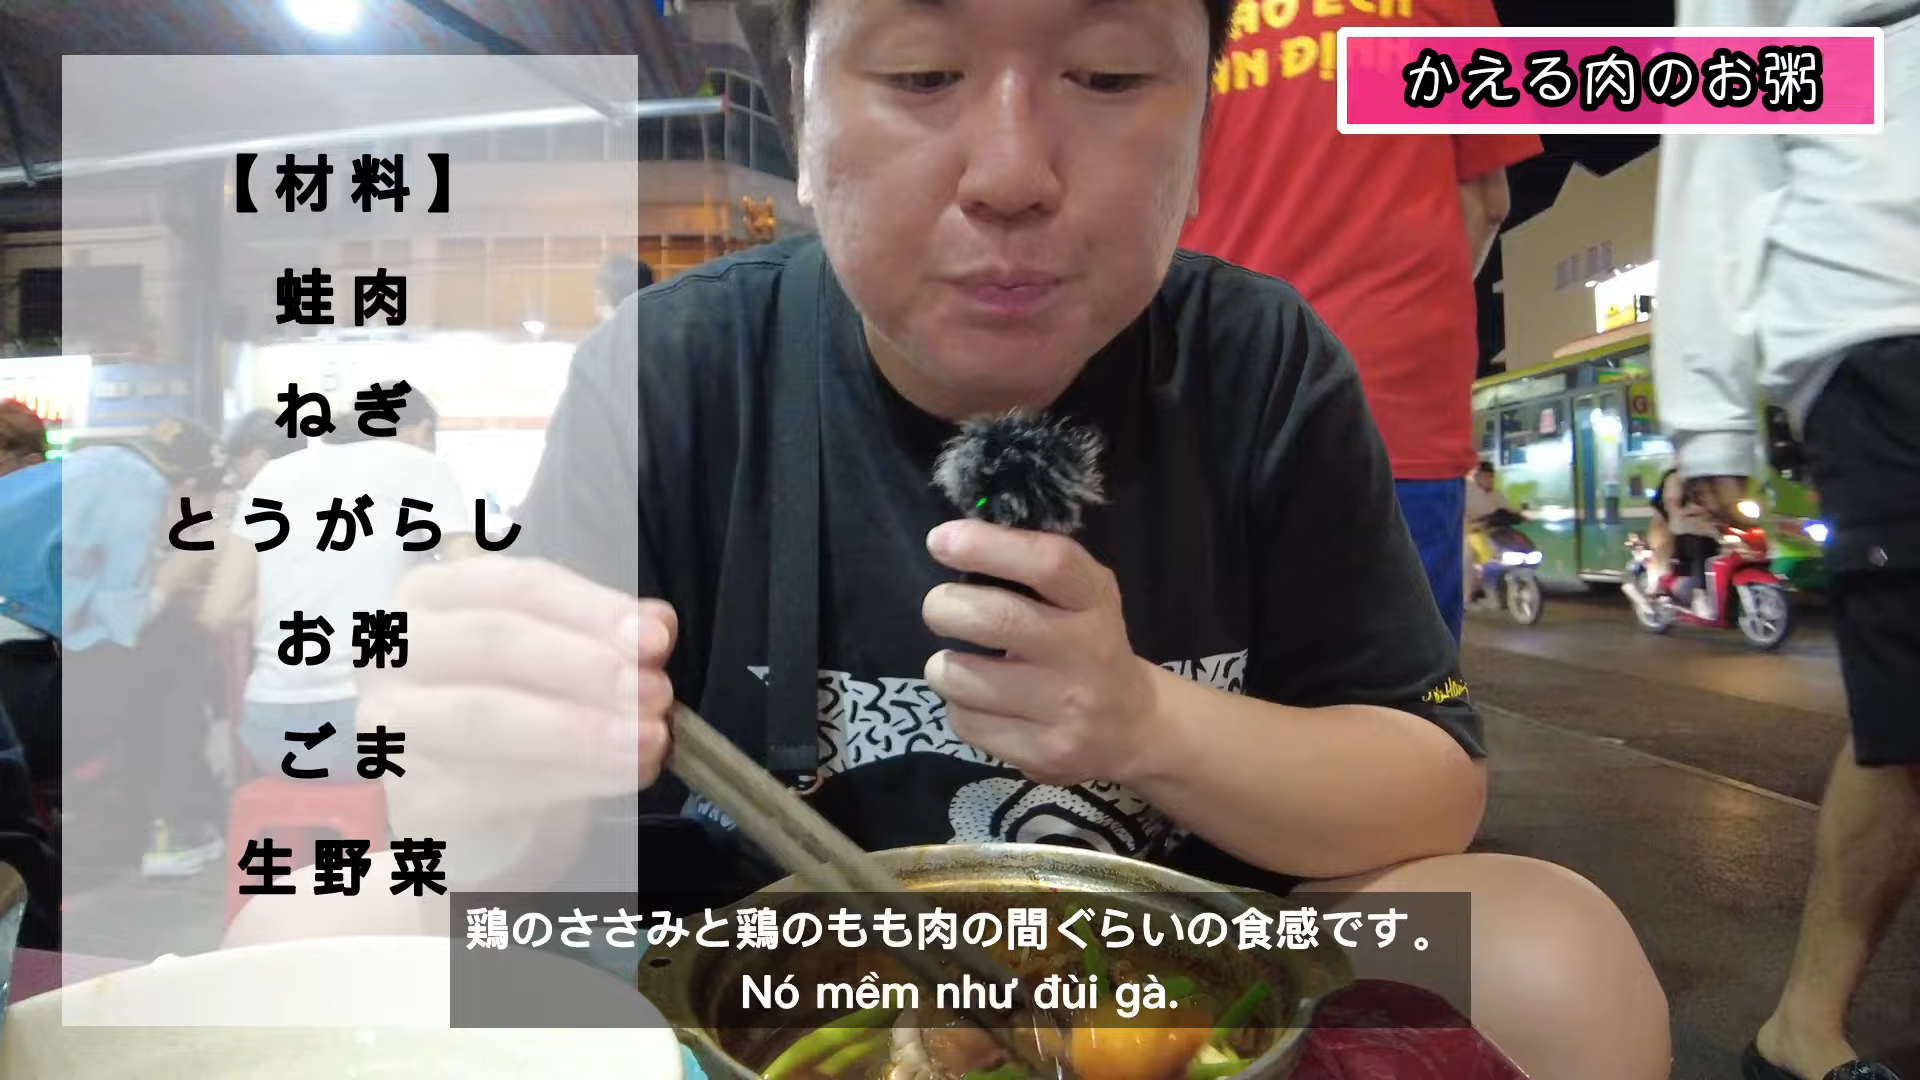 かえる肉のお粥
【材料】
蛙肉
ねぎ
とうがらし
お粥
ごま
生野菜
鶏のささみと鶏のもも肉の間ぐらいの食感です。
Nó mềm như đùi gà.